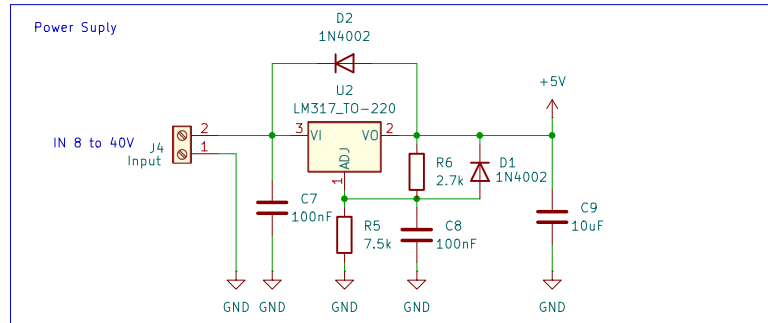 Power Suply
D2
1N4002
U2
LM317_TO-220
+5V
IN 8 to 40V
J4
Input
2
1
3
VI
VO
2
ADJ
1
R6
2.7k
D1
1N4002
C7
100nF
R5
7.5k
C8
100nF
C9
10uF
GND
GND
GND
GND
GND